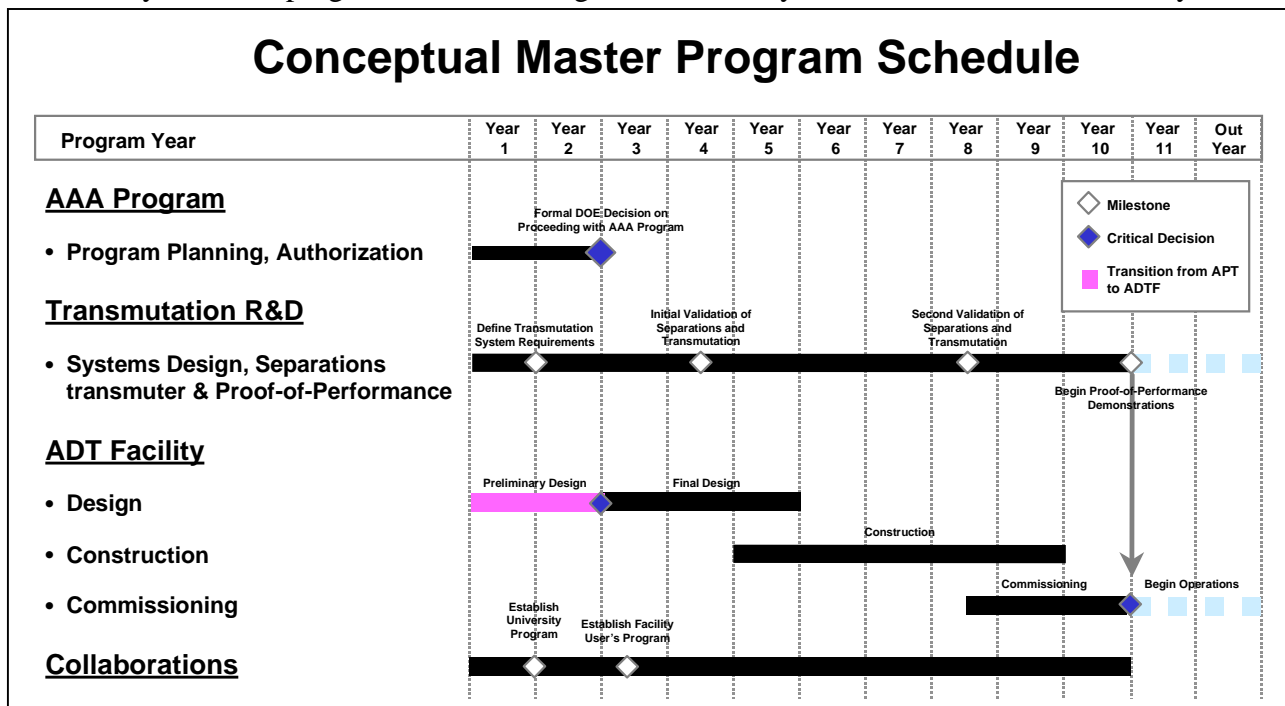 Conceptual Master Program Schedule
Program Year
Year 1
Year 2
Year 3
Year 4
Year 5
Year 6
Year 7
Year 8
Year 9
Year 10
Year 11
Out Year
AAA Program
Formal DOE Decision on
Proceeding with AAA Program
• Program Planning, Authorization
Milestone
Critical Decision
Transition from APT
to ADTF
Transmutation R&D
Define Transmutation
System Requirements
Initial Validation of
Separations and
Transmutation
Second Validation of
Separations and
Transmutation
• Systems Design, Separations
transmuter & Proof-of-Performance
Begin Proof-of-Performance
Demonstrations
ADT Facility
Preliminary Design
Final Design
• Design
Construction
• Construction
Commissioning
Begin Operations
• Commissioning
Establish
University
Program
Establish Facility
User's Program
Collaborations